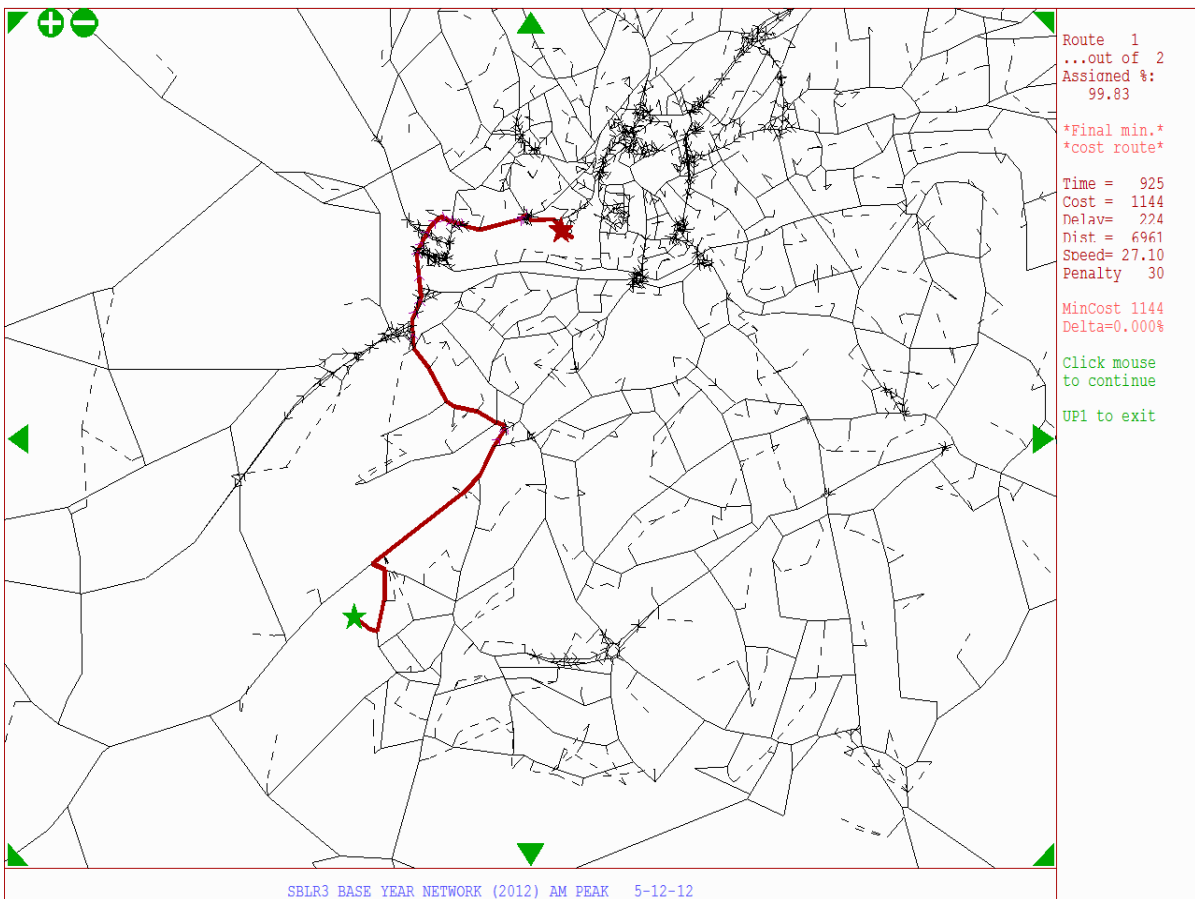 Route 1
...out of 2
Assigned %:
99.83
*Final min.*
*cost route*
Time = 925
Cost = 1144
Delay= 224
Dist = 6961
Speed= 27.10
Penalty 30
MinCost 1144
Delta=0.000%
Click mouse
to continue
UP1 to exit
SBLR3 BASE YEAR NETWORK (2012) AM PEAK 5-12-12